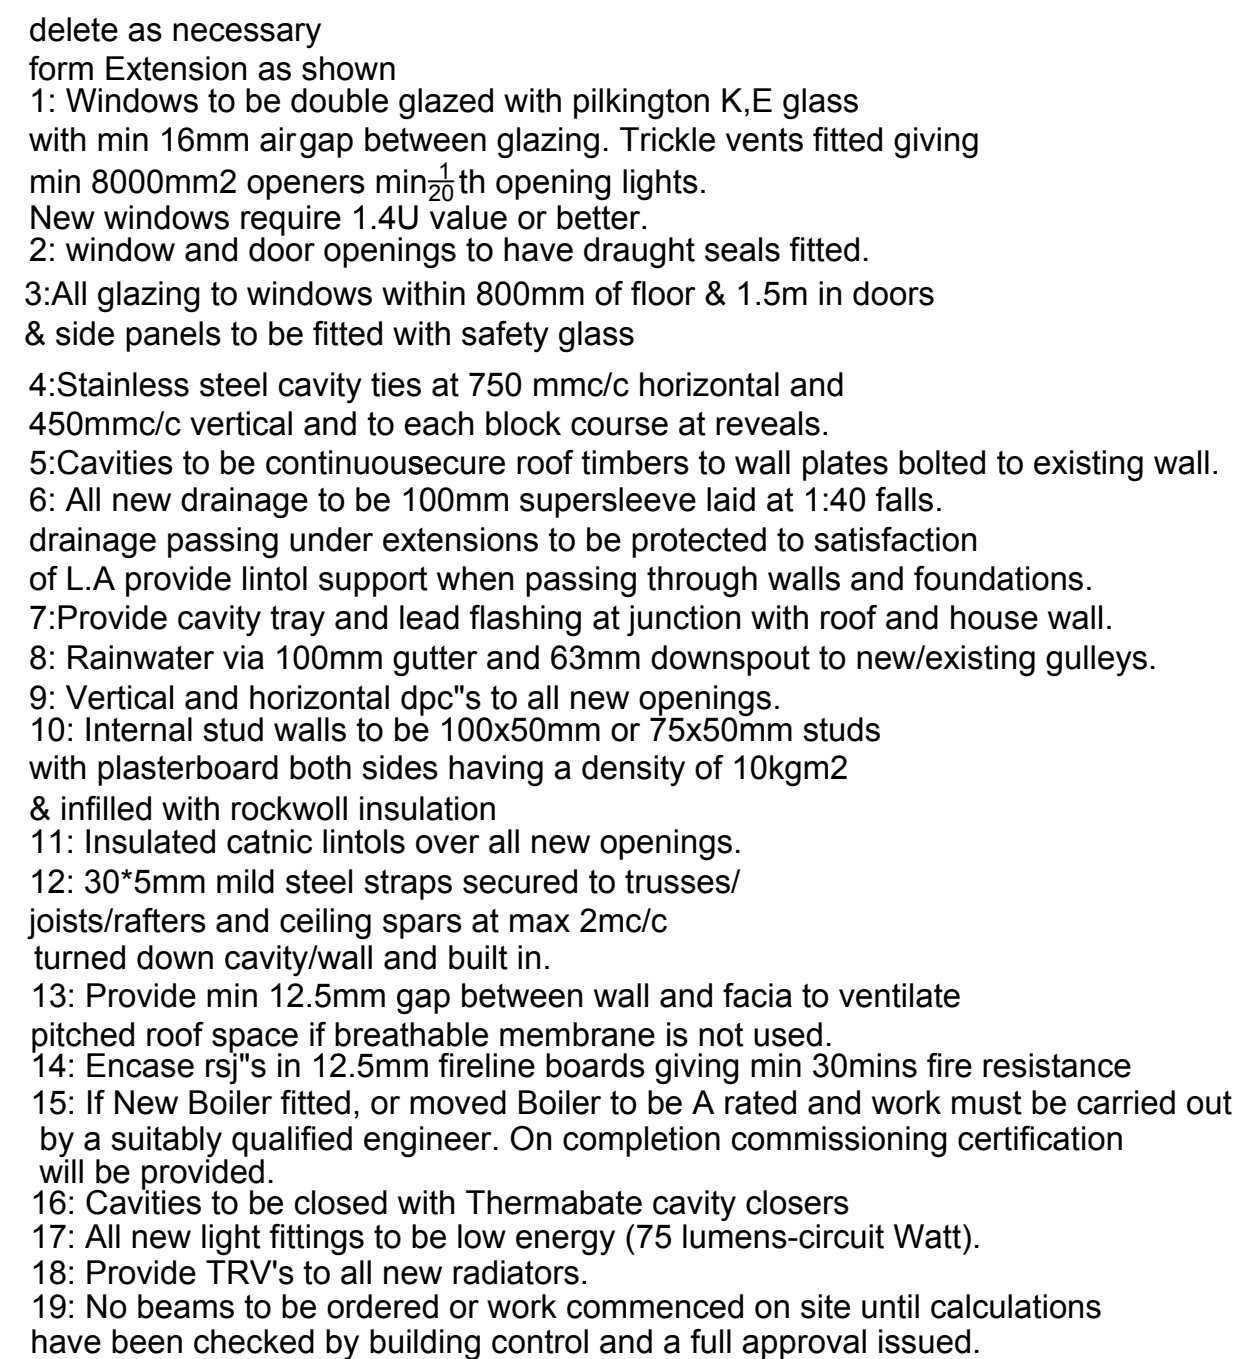 delete as necessary
form Extension as shown
1: Windows to be double glazed with pilkington K,E glass
with min 16mm airgap between glazing. Trickle vents fitted giving
min 8000mm2 openers min 1/20 th opening lights.
New windows require 1.4U value or better.
2: window and door openings to have draught seals fitted.
3:All glazing to windows within 800mm of floor & 1.5m in doors
& side panels to be fitted with safety glass
4:Stainless steel cavity ties at 750 mmc/c horizontal and
450mmc/c vertical and to each block course at reveals.
5:Cavities to be continuousecure roof timbers to wall plates bolted to existing wall.
6: All new drainage to be 100mm supersleeve laid at 1:40 falls.
drainage passing under extensions to be protected to satisfaction
of L.A provide lintol support when passing through walls and foundations.
7:Provide cavity tray and lead flashing at junction with roof and house wall.
8: Rainwater via 100mm gutter and 63mm downspout to new/existing gulleys.
9: Vertical and horizontal dpc"s to all new openings.
10: Internal stud walls to be 100x50mm or 75x50mm studs
with plasterboard both sides having a density of 10kgm2
& infilled with rockwoll insulation
11: Insulated catnic lintols over all new openings.
12: 30*5mm mild steel straps secured to trusses/
joists/rafters and ceiling spars at max 2mc/c
turned down cavity/wall and built in.
13: Provide min 12.5mm gap between wall and facia to ventilate
pitched roof space if breathable membrane is not used.
14: Encase rsj"s in 12.5mm fireline boards giving min 30mins fire resistance
15: If New Boiler fitted, or moved Boiler to be A rated and work must be carried out
by a suitably qualified engineer. On completion commissioning certification
will be provided.
16: Cavities to be closed with Thermabate cavity closers
17: All new light fittings to be low energy (75 lumens-circuit Watt).
18: Provide TRV's to all new radiators.
19: No beams to be ordered or work commenced on site until calculations
have been checked by building control and a full approval issued.